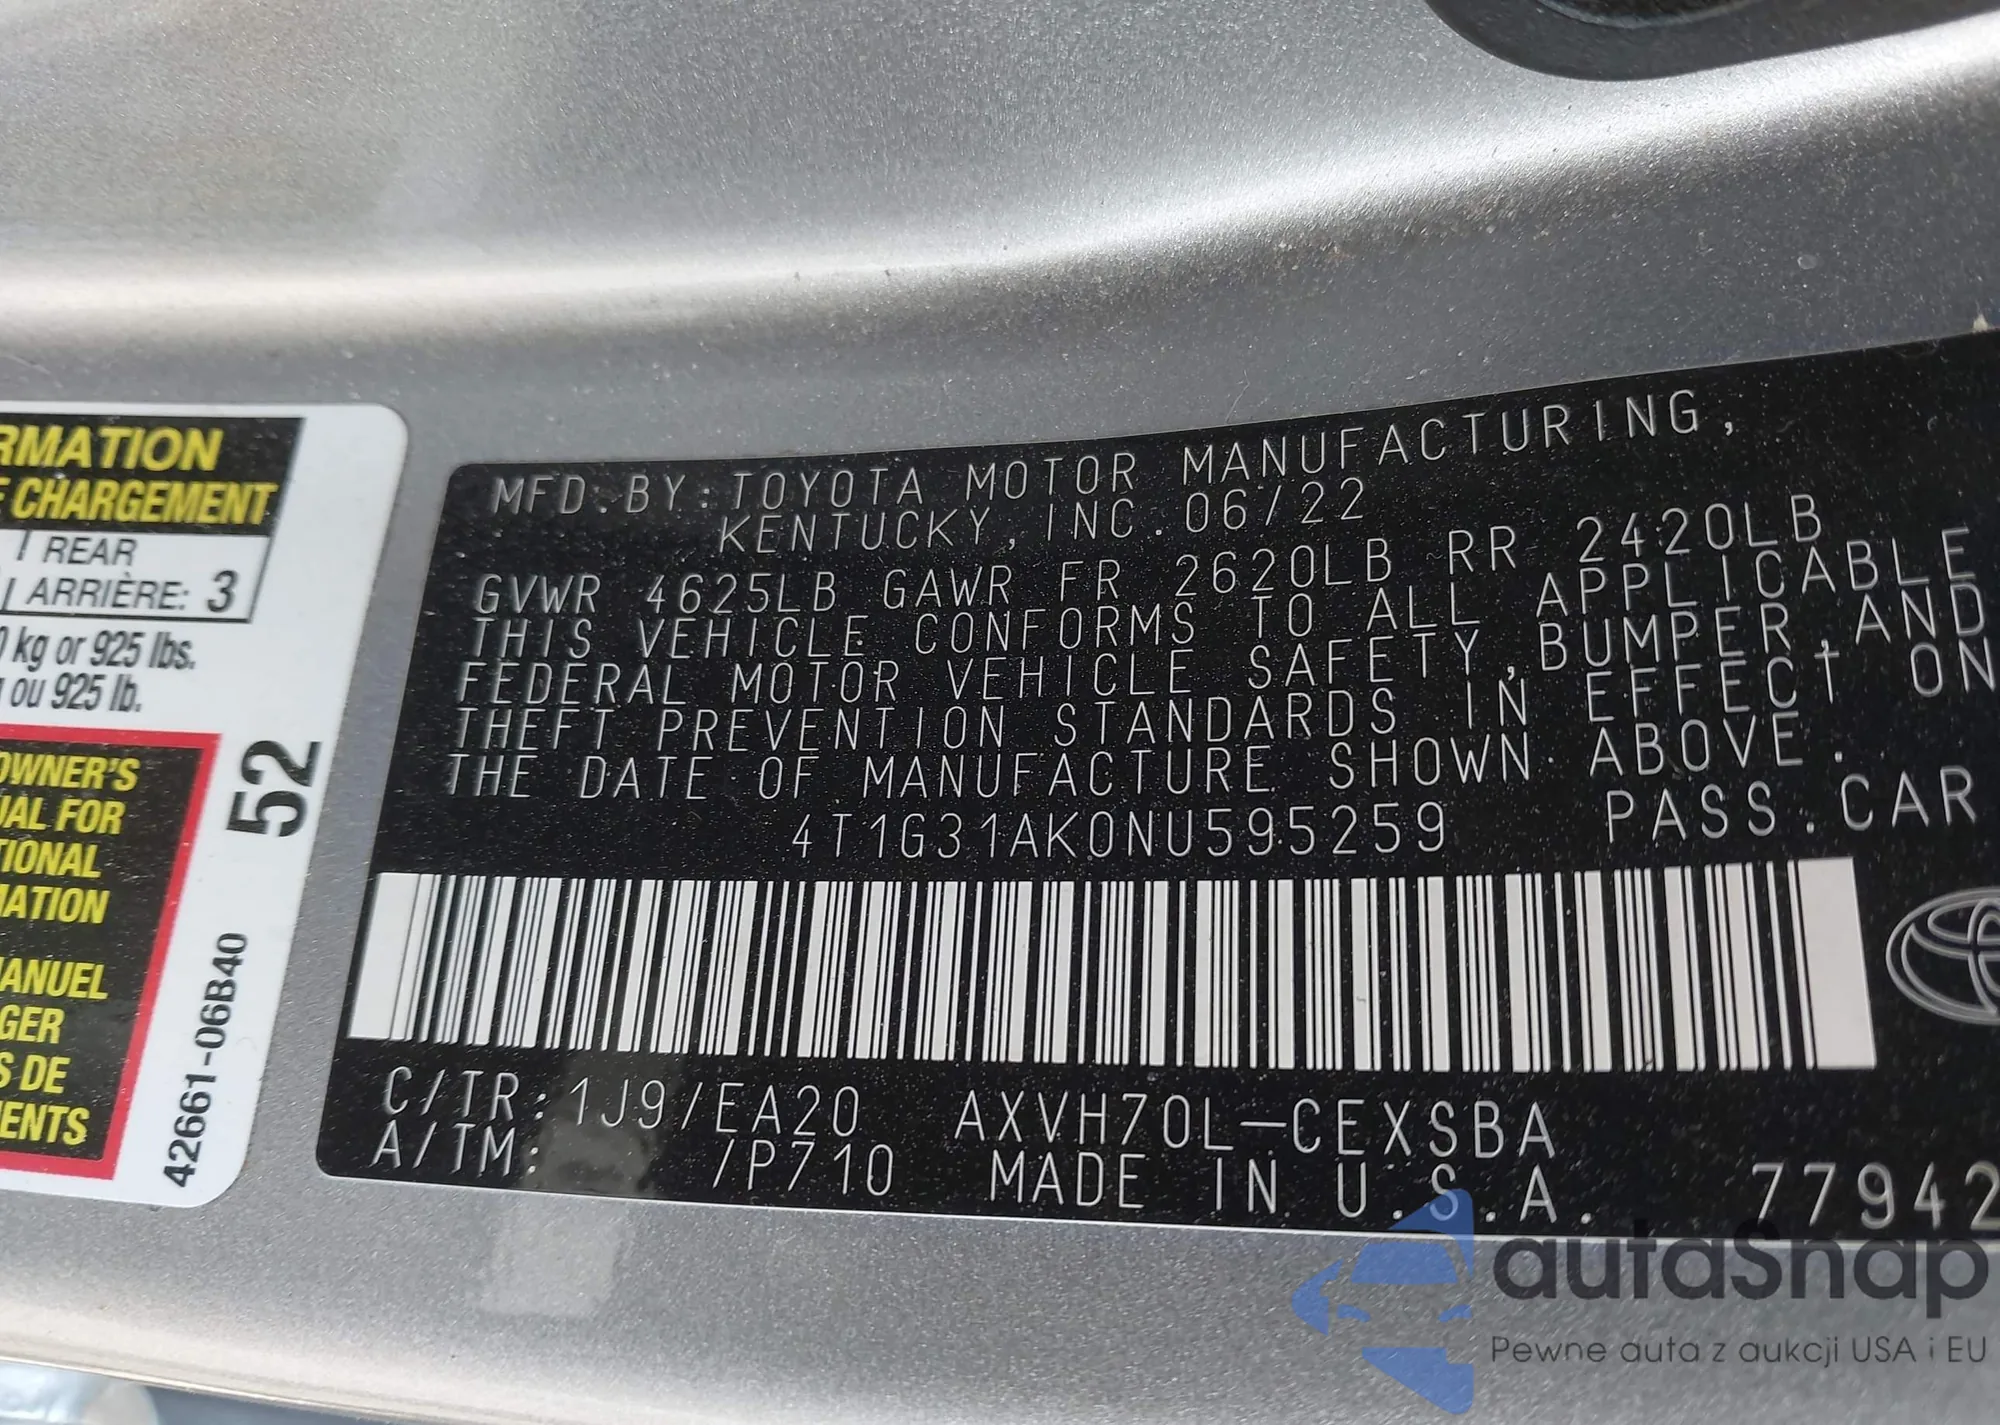 RMATION
E CHARGEMENT
REAR
ARRIÈRE: 3
0 kg or 925 lbs.
ou 925 lb.
OWNER'S
UAL FOR
TIONAL
MATION
MANUEL
GER
S DE
MENTS
52
42661-06B40
MFD.BY:TOYOTA MOTOR MANUFACTURING,
KENTUCKY, INC. 06/22
GVWR 4625LB GAWR FR 2620LB RR 2420LB
THIS VEHICLE CONFORMS TO ALL APPLICABLE
FEDERAL MOTOR VEHICLE SAFETY,BUMPER,AND
THEFT PREVENTION STANDARDS IN EFFECT ON
THE DATE OF MANUFACTURE SHOWN ABOVE.
4T1G31AK0NU595259 PASS.CAR
C/TR:1J9/EA20 AXVH70L-CEXSBA
A/TM: /P710 MADE IN U.S.A. 77942
autoSnap
Pewne auta z aukcji USA i EU